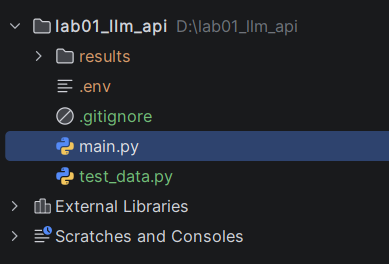 lab01_llm_api D:\lab01_llm_api
results
.env
.gitignore
main.py
test_data.py
External Libraries
Scratches and Consoles